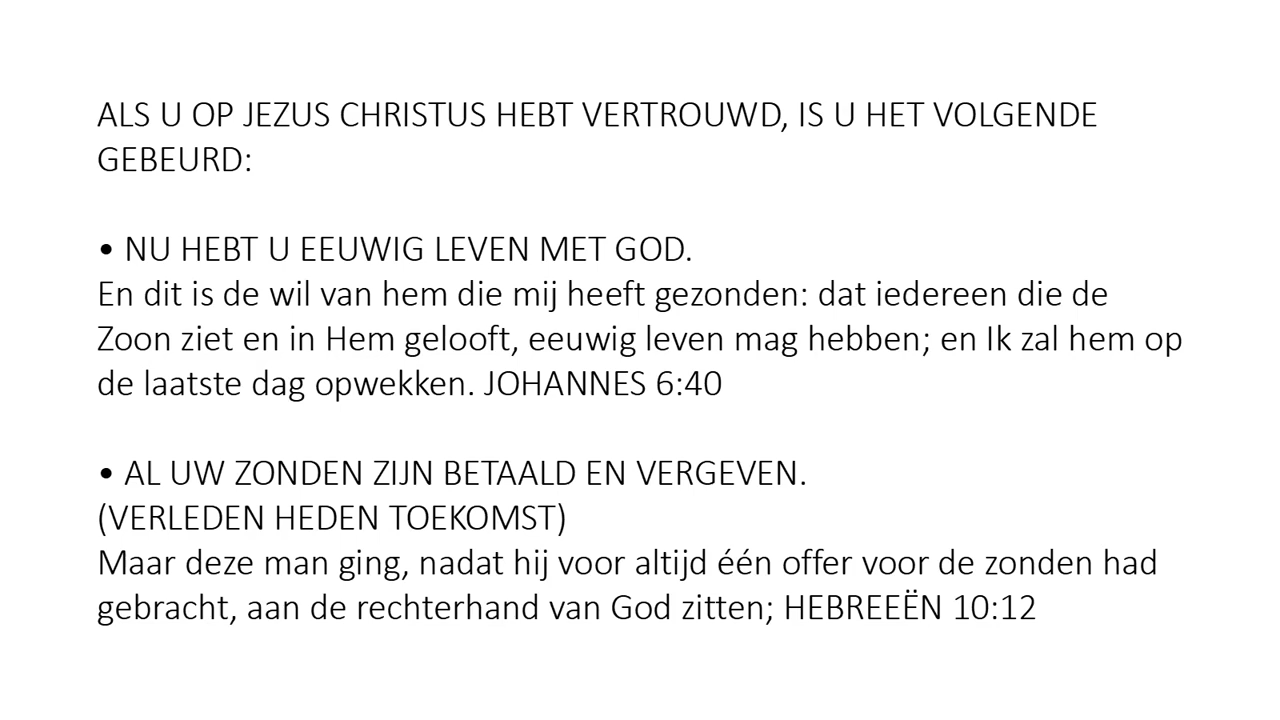 ALS U OP JEZUS CHRISTUS HEBT VERTROUWD, IS U HET VOLGENDE
GEBEURD:
• NU HEBT U EEUWIG LEVEN MET GOD.
En dit is de wil van hem die mij heeft gezonden: dat iedereen die de
Zoon ziet en in Hem gelooft, eeuwig leven mag hebben; en Ik zal hem op
de laatste dag opwekken. JOHANNES 6:40
• AL UW ZONDEN ZIJN BETAALD EN VERGEVEN.
(VERLEDEN HEDEN TOEKOMST)
Maar deze man ging, nadat hij voor altijd één offer voor de zonden had
gebracht, aan de rechterhand van God zitten; HEBREEËN 10:12